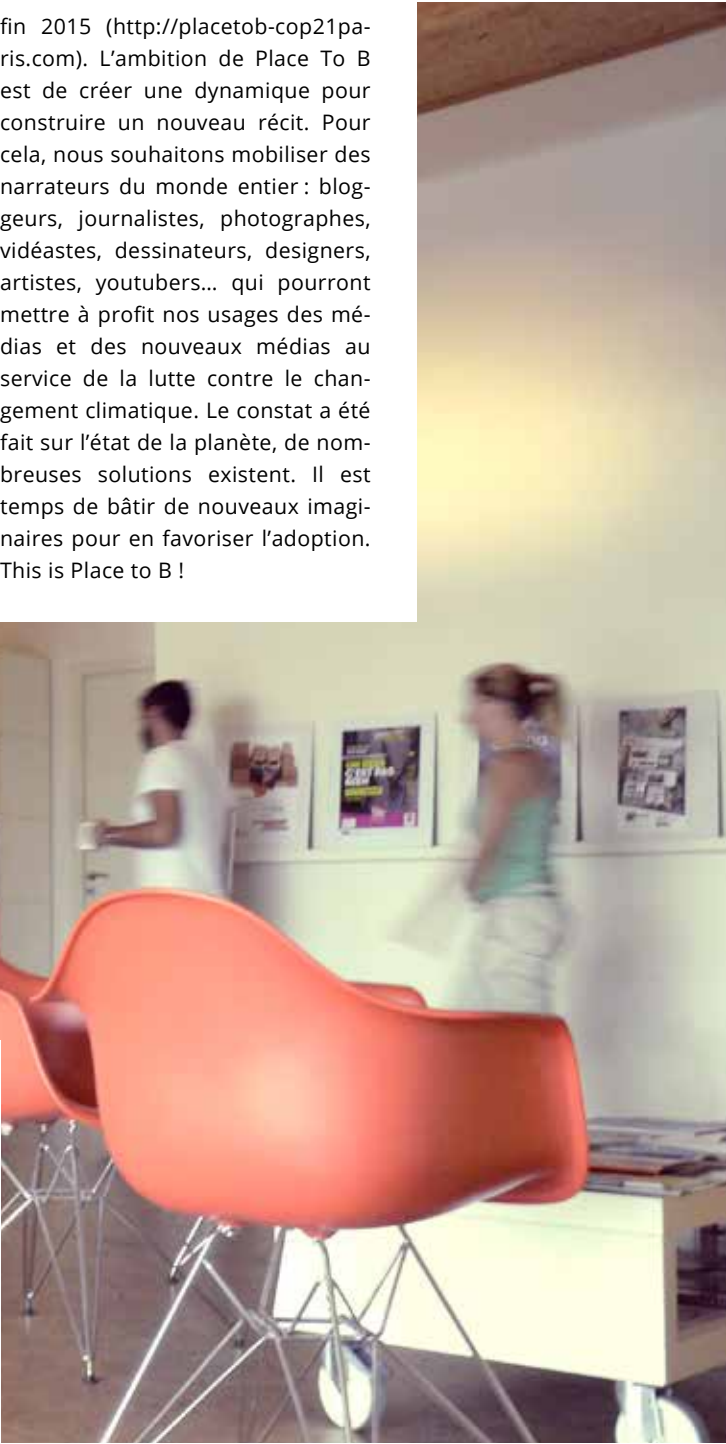 fin 2015 (http://placetob-cop21pa-
ris.com). L’ambition de Place To B
est de créer une dynamique pour
construire un nouveau récit. Pour
cela, nous souhaitons mobiliser des
narrateurs du monde entier : blog-
geurs, journalistes, photographes,
vidéastes, dessinateurs, designers,
artistes, youtubers… qui pourront
mettre à profit nos usages des mé-
dias et des nouveaux médias au
service de la lutte contre le chan-
gement climatique. Le constat a été
fait sur l’état de la planète, de nom-
breuses solutions existent. Il est
temps de bâtir de nouveaux imagi-
naires pour en favoriser l’adoption.
This is Place to B !